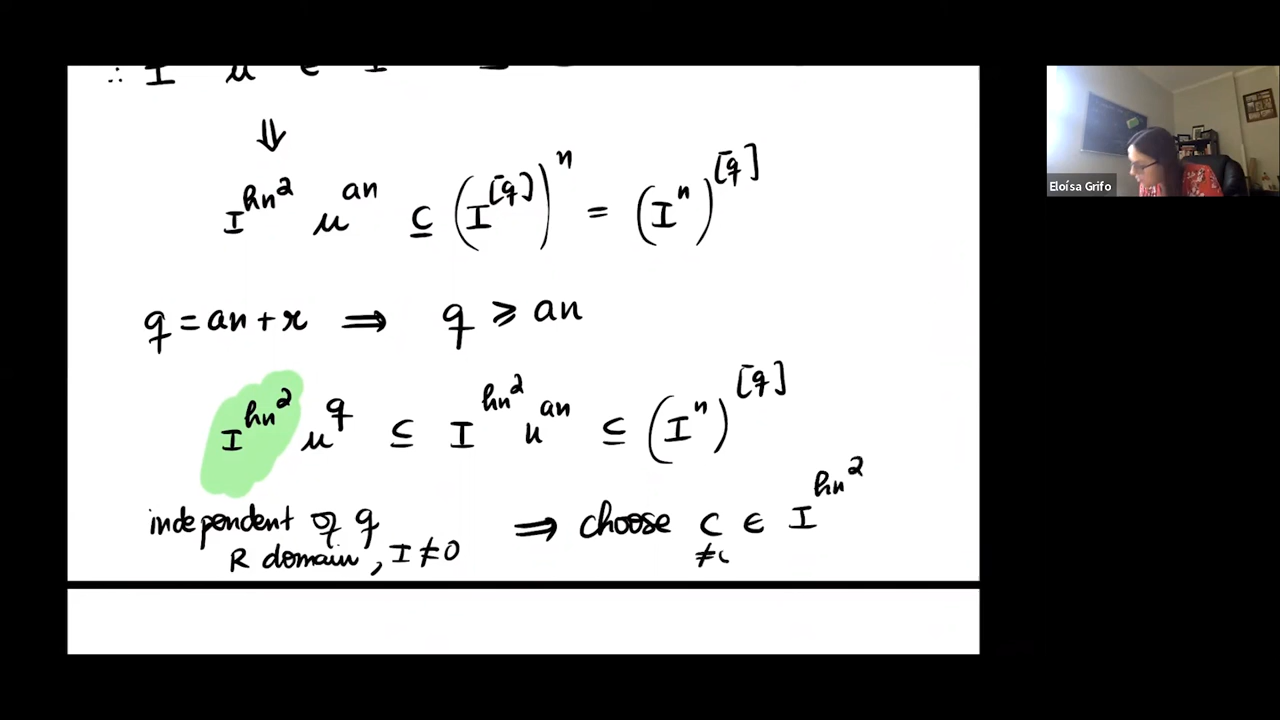 ∴ I u ∈ I
⇓
I^{hn^2} u^{an} ⊆ (I^{[q]})^n = (I^n)^{[q]}
q = an + r ⟹ q ⩾ an
I^{hn^2} u^q ⊆ I^{hn^2} u^{an} ⊆ (I^n)^{[q]}
independent of q ⟹ choose c ∈ I^{hn^2}
R domain, I ≠ 0 ≠
Eloísa Grifo